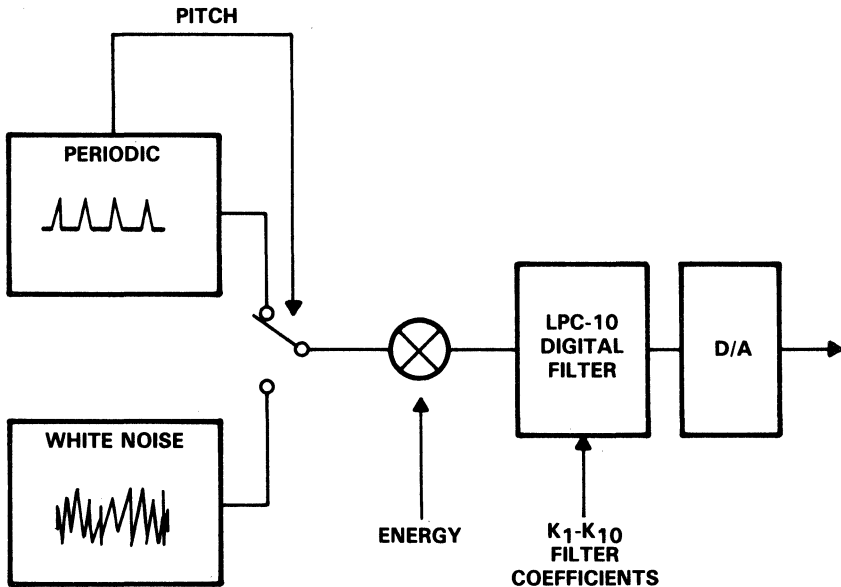 PITCH
PERIODIC
WHITE NOISE
ENERGY
LPC-10
DIGITAL
FILTER
K1-K10
FILTER
COEFFICIENTS
D/A